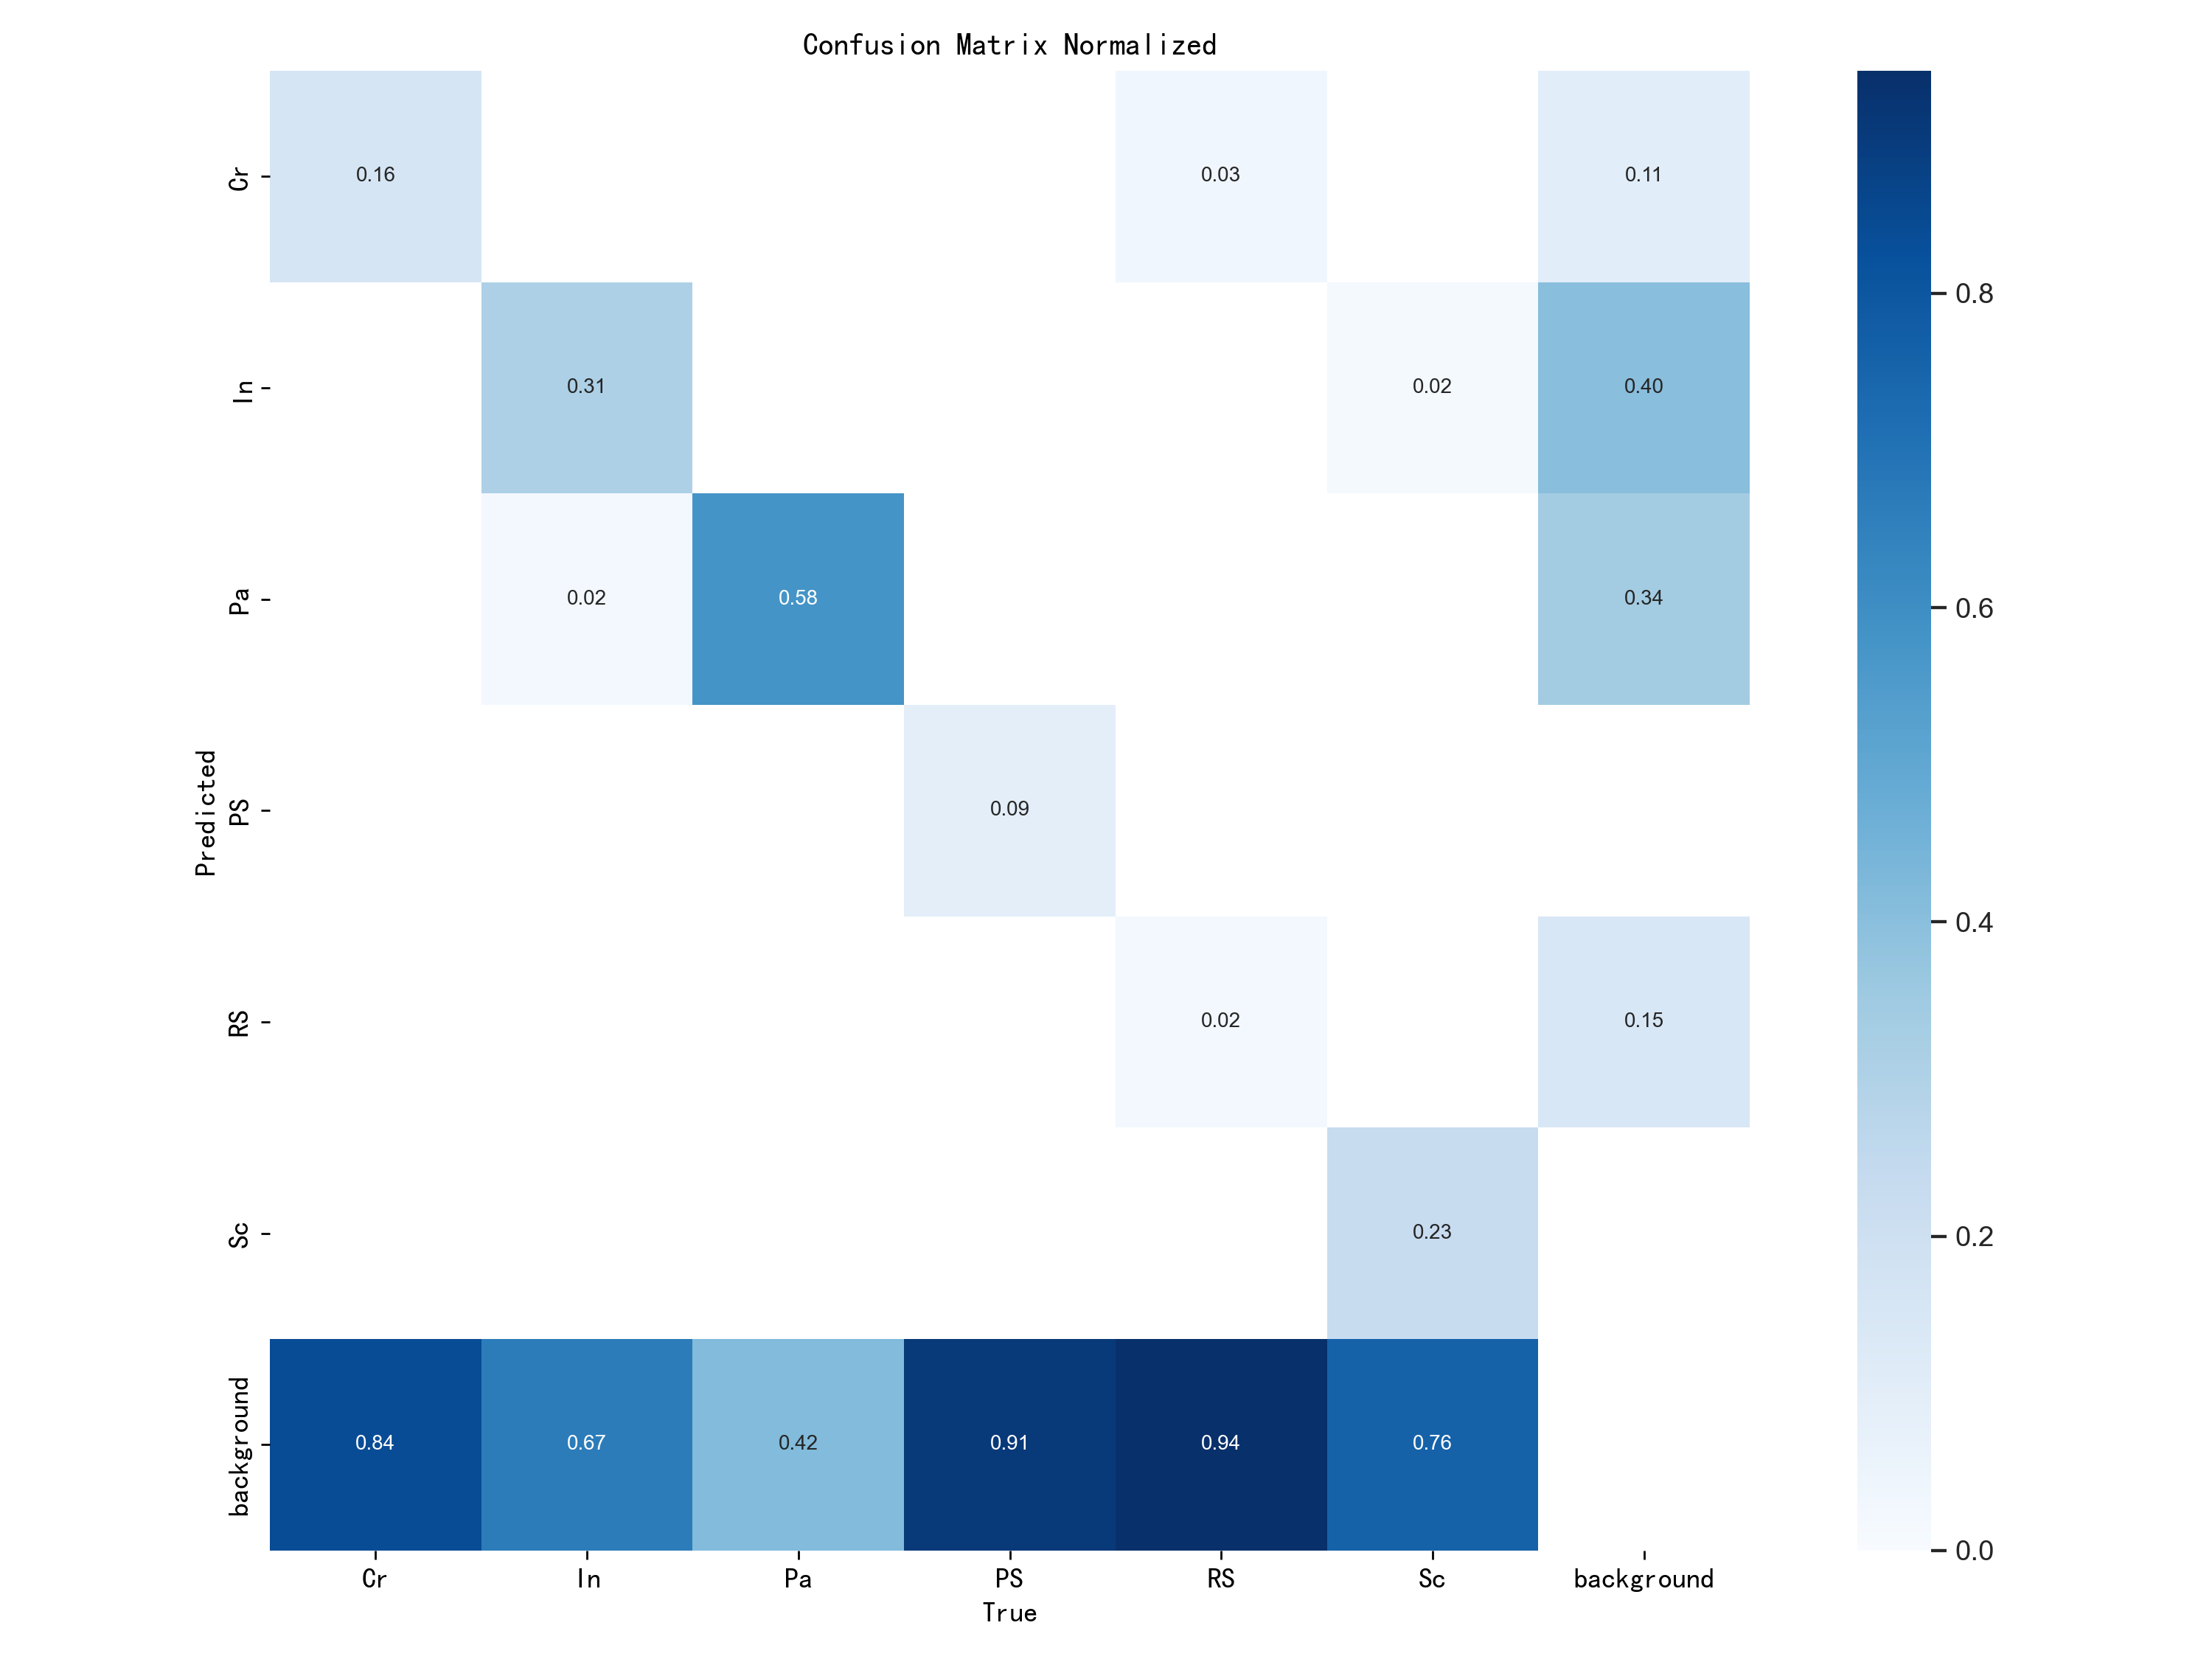 Confusion Matrix Normalized
Predicted
Cr 0.16 0.03 0.11
In 0.31 0.02 0.40
Pa 0.02 0.58 0.34
PS 0.09
RS 0.02 0.15
Sc 0.23
background 0.84 0.67 0.42 0.91 0.94 0.76
Cr In Pa PS RS Sc background
True
0.8
0.6
0.4
0.2
0.0